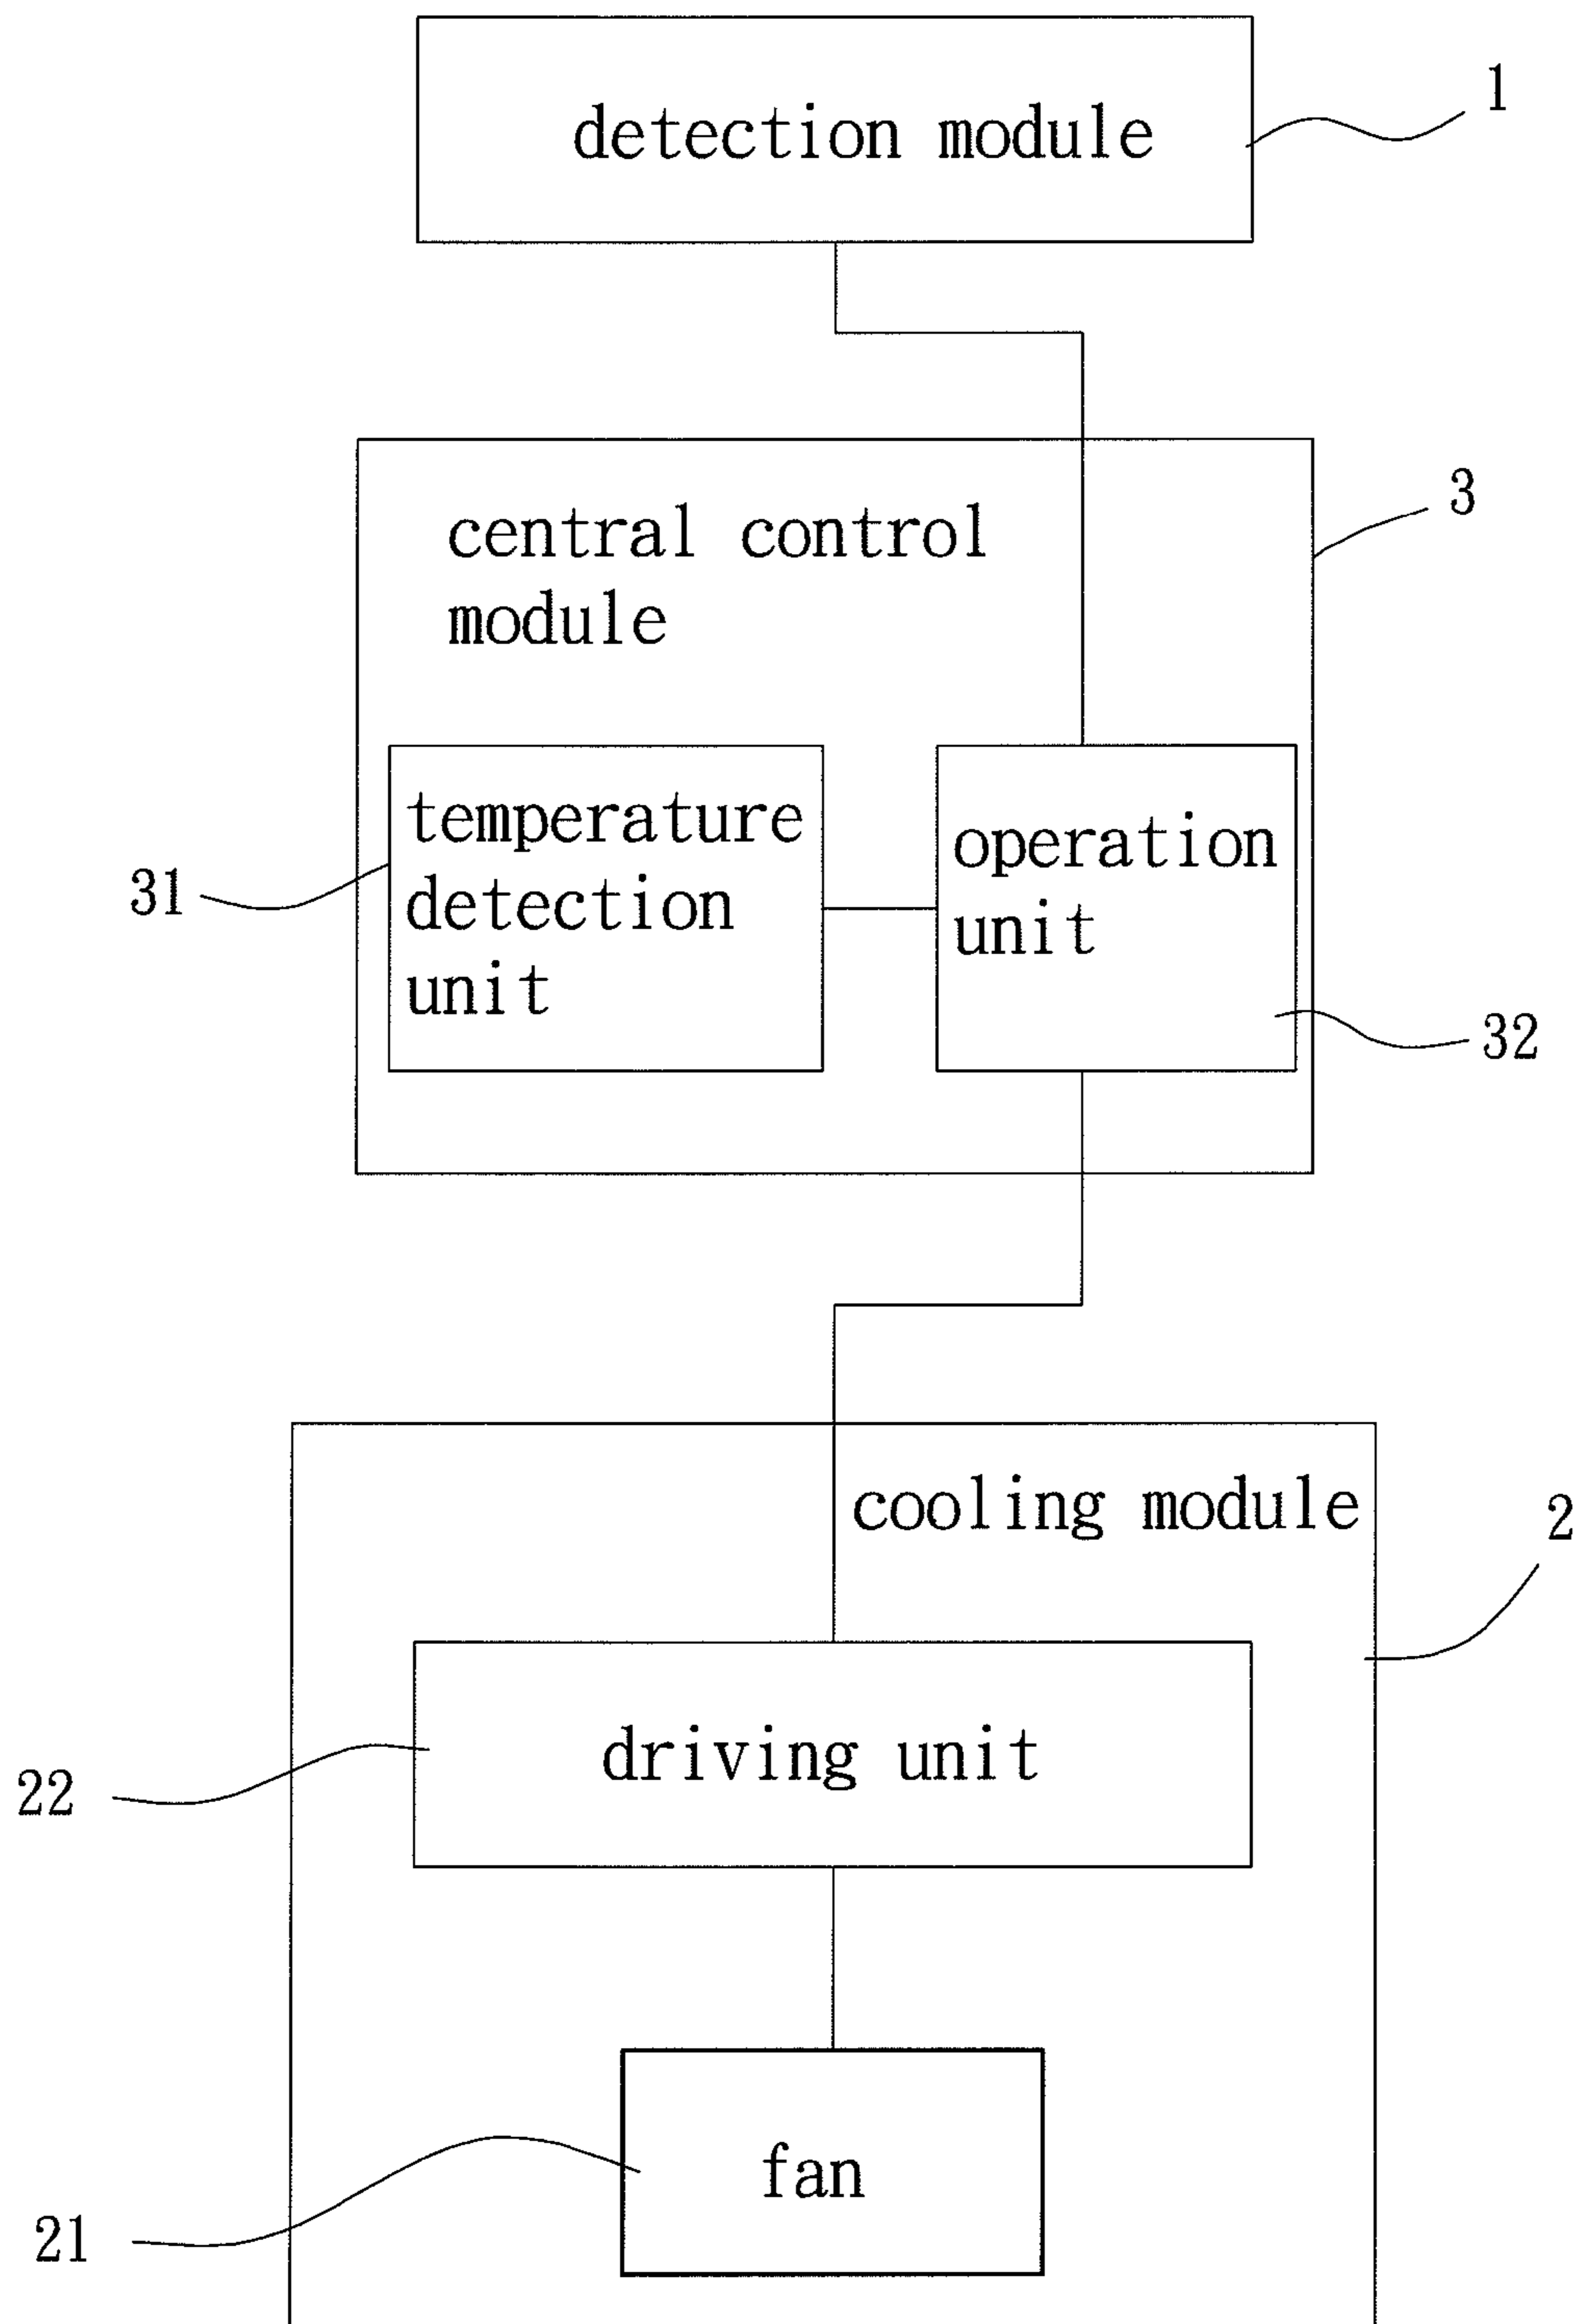 detection module
1
central control
module
3
temperature
detection
unit
operation
unit
31
32
cooling module
2
driving unit
22
fan
21